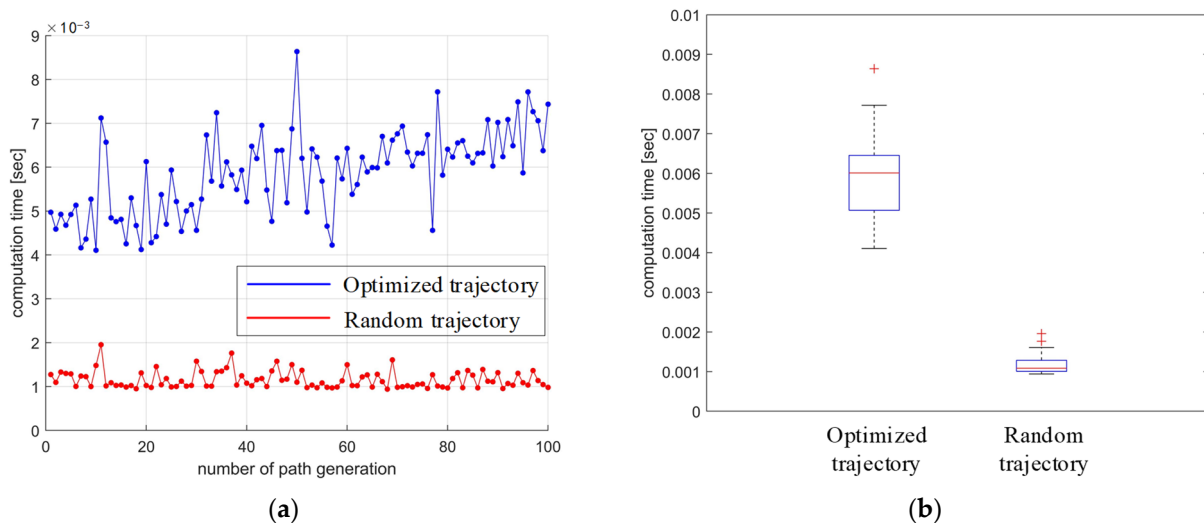 ×10⁻³
9
8
7
6
5
4
3
2
1
0
computation time [sec]
Optimized trajectory
Random trajectory
0 20 40 60 80 100
number of path generation
(a)
0.01
0.009
0.008
0.007
0.006
0.005
0.004
0.003
0.002
0.001
0
computation time [sec]
Optimized
trajectory
Random
trajectory
(b)